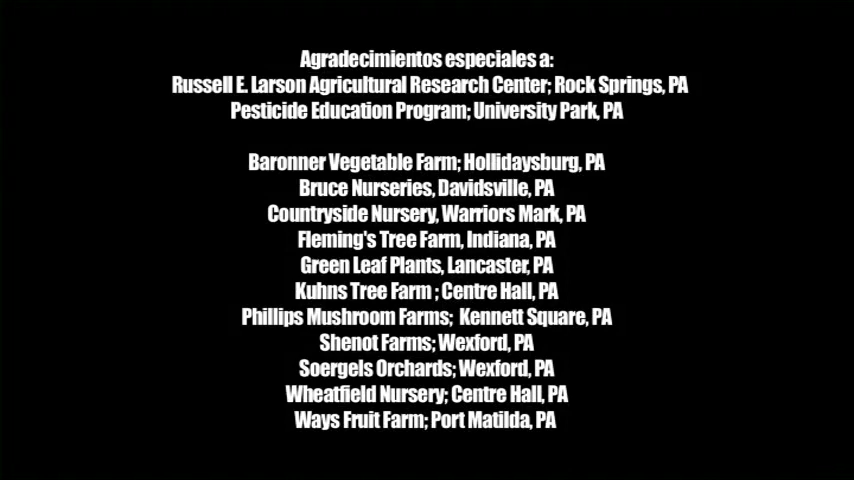 Agradecimientos especiales a:
Russell E. Larson Agricultural Research Center; Rock Springs, PA
Pesticide Education Program; University Park, PA
Baronner Vegetable Farm; Hollidaysburg, PA
Bruce Nurseries, Davidsville, PA
Countryside Nursery, Warriors Mark, PA
Fleming's Tree Farm, Indiana, PA
Green Leaf Plants, Lancaster, PA
Kuhns Tree Farm ; Centre Hall, PA
Phillips Mushroom Farms;  Kennett Square, PA
Shenot Farms; Wexford, PA
Soergels Orchards; Wexford, PA
Wheatfield Nursery; Centre Hall, PA
Ways Fruit Farm; Port Matilda, PA